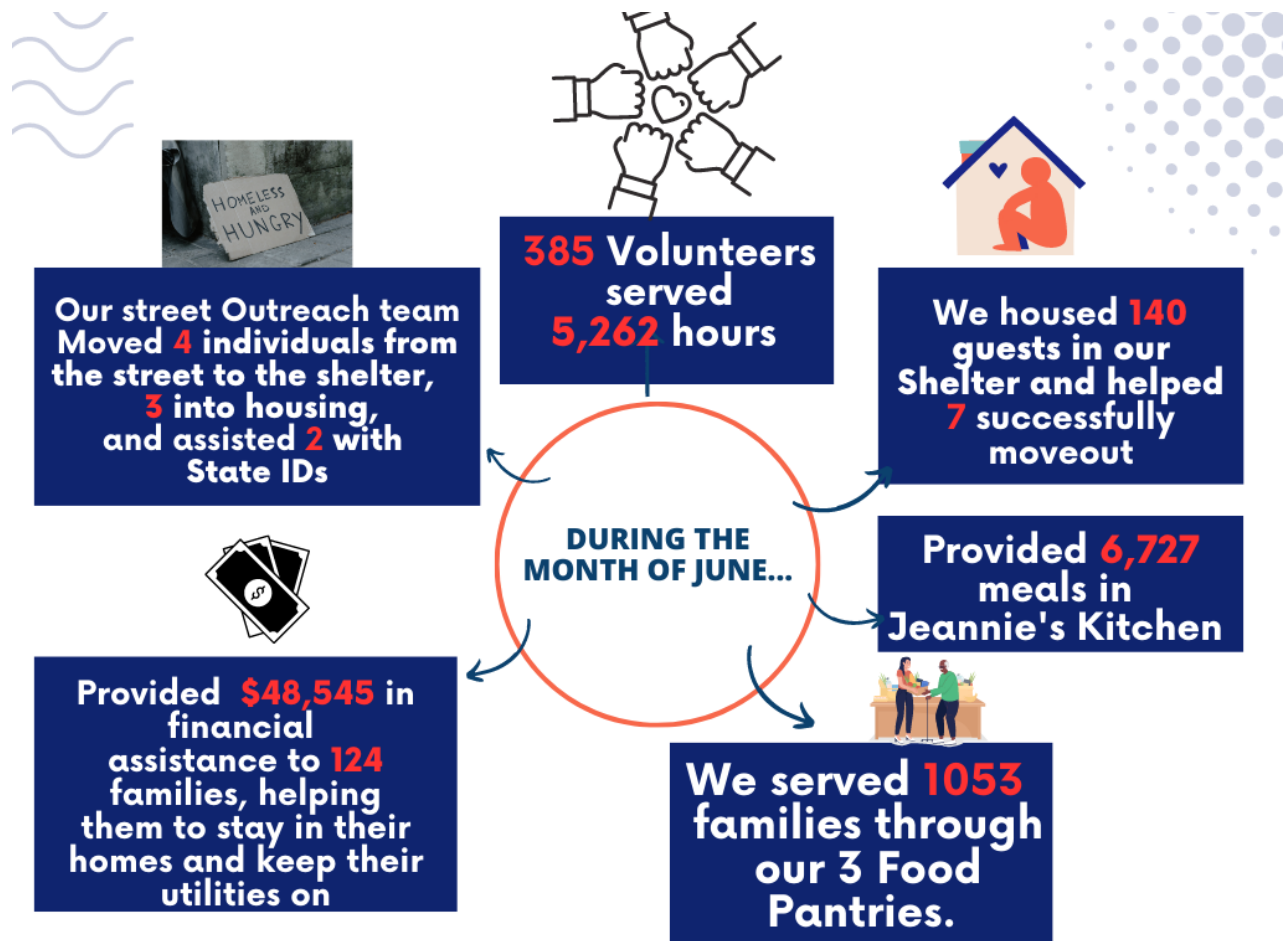 HOMELESS
AND
HUNGRY
385 Volunteers
served
5,262 hours
Our street Outreach team
Moved 4 individuals from
the street to the shelter,
3 into housing,
and assisted 2 with
State IDs
We housed 140
guests in our
Shelter and helped
7 successfully
moveout
DURING THE
MONTH OF JUNE...
Provided 6,727
meals in
Jeannie's Kitchen
Provided $48,545 in
financial
assistance to 124
families, helping
them to stay in their
homes and keep their
utilities on
We served 1053
families through
our 3 Food
Pantries.